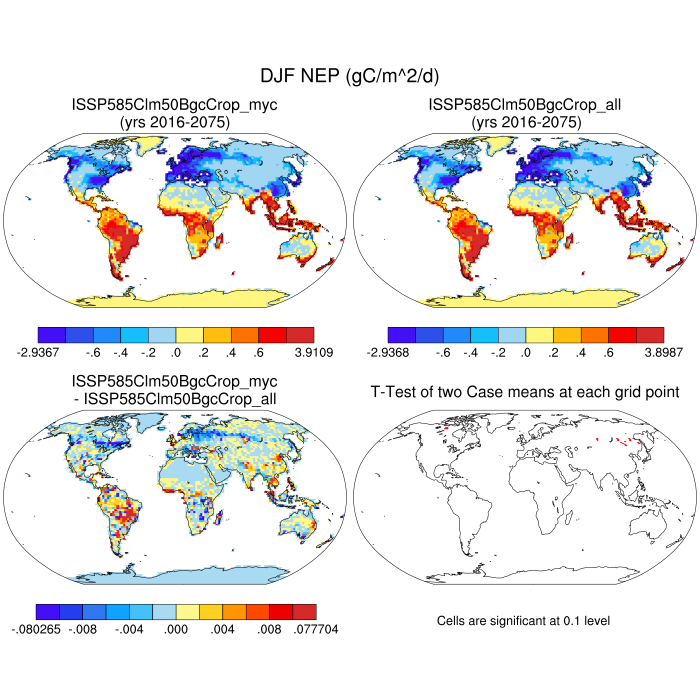 DJF NEP (gC/m^2/d)
ISSP585Clm50BgcCrop_myc
(yrs 2016-2075)
ISSP585Clm50BgcCrop_all
(yrs 2016-2075)
-2.9367 -.6 -.4 -.2 .0 .2 .4 .6 3.9109
-2.9368 -.6 -.4 -.2 .0 .2 .4 .6 3.8987
ISSP585Clm50BgcCrop_myc
- ISSP585Clm50BgcCrop_all
T-Test of two Case means at each grid point
-.080265 -.008 -.004 .000 .004 .008 .077704
Cells are significant at 0.1 level